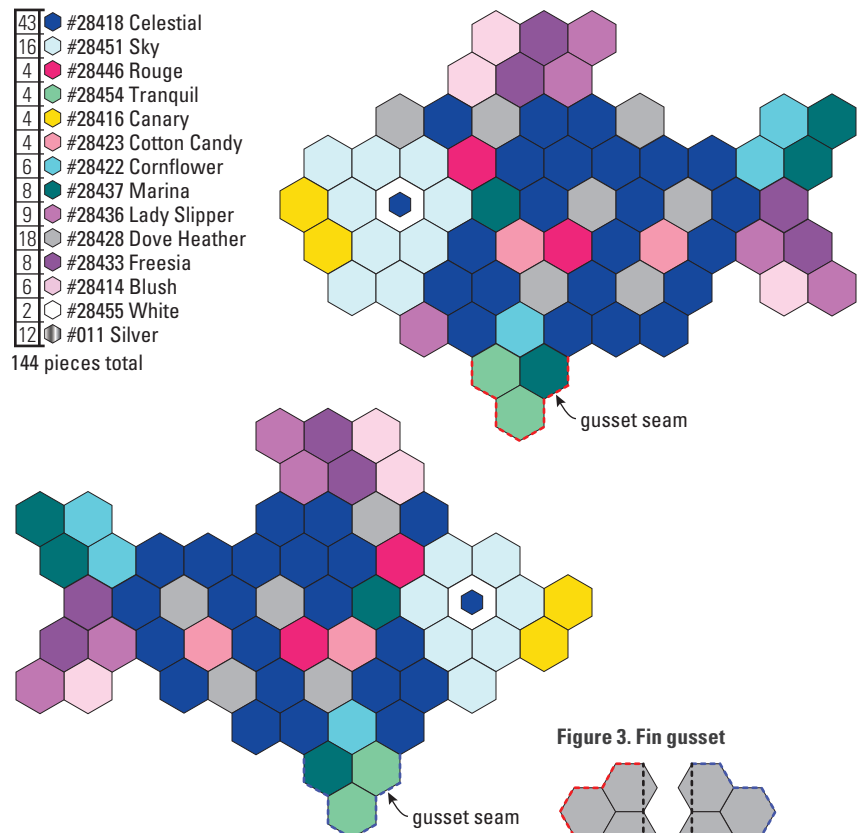 43 #28418 Celestial
16 #28451 Sky
4 #28446 Rouge
4 #28454 Tranquil
4 #28416 Canary
4 #28423 Cotton Candy
6 #28422 Cornflower
8 #28437 Marina
9 #28436 Lady Slipper
18 #28428 Dove Heather
8 #28433 Freesia
6 #28414 Blush
2 #28455 White
12 #011 Silver
144 pieces total
gusset seam
gusset seam
Figure 3. Fin gusset